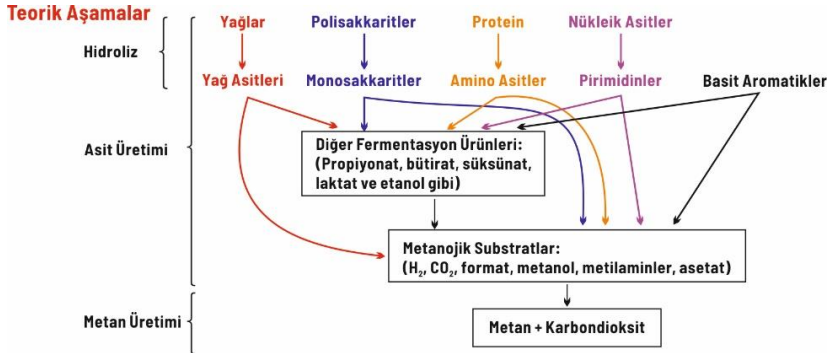 Teorik Aşamalar
Yağlar
Polisakkaritler
Protein
Nükleik Asitler
Hidroliz
Yağ Asitleri
Monosakkaritler
Amino Asitler
Pirimidinler
Basit Aromatikler
Asit Üretimi
Diğer Fermentasyon Ürünleri:
(Propiyonat, bütirat, süksünat,
laktat ve etanol gibi)
Metanojik Substratlar:
(H₂, CO₂, format, metanol, metilaminler, asetat)
Metan Üretimi
Metan + Karbondioksit